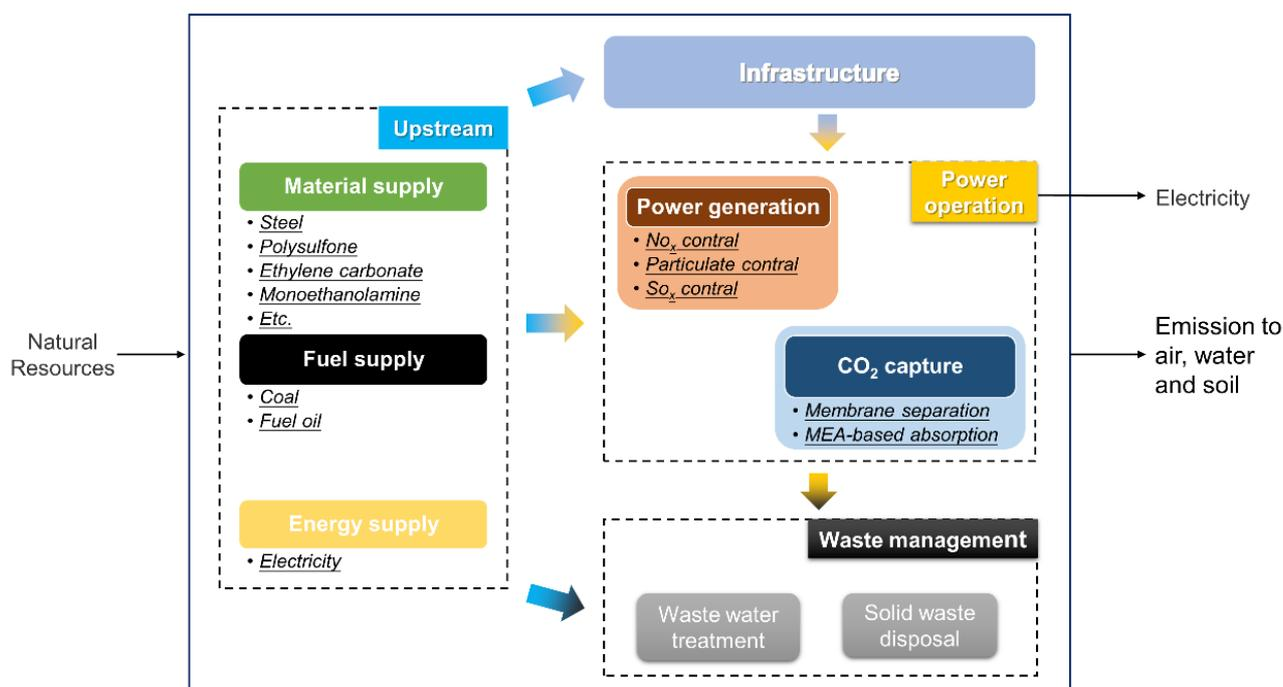 Infrastructure
Upstream
Material supply
• Steel
• Polysulfone
• Ethylene carbonate
• Monoethanolamine
• Etc.
Fuel supply
• Coal
• Fuel oil
Energy supply
• Electricity
Natural
Resources
Power
operation
Power generation
• Noₓ contral
• Particulate contral
• Soₓ contral
CO₂ capture
• Membrane separation
• MEA-based absorption
Waste management
Waste water
treatment
Solid waste
disposal
Electricity
Emission to
air, water
and soil